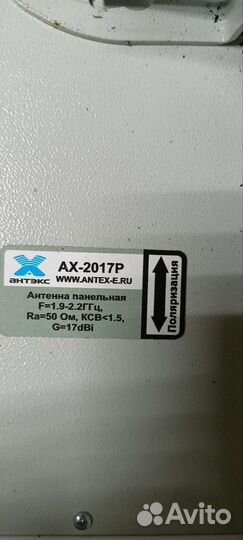 АНТЭКС
AX-2017P
WWW.ANTEX-E.RU
Антенна панельная
F=1.9-2.2ГГц,
Ra=50 Ом, КСВ<1.5,
G=17dBi
Поляризация
Avito